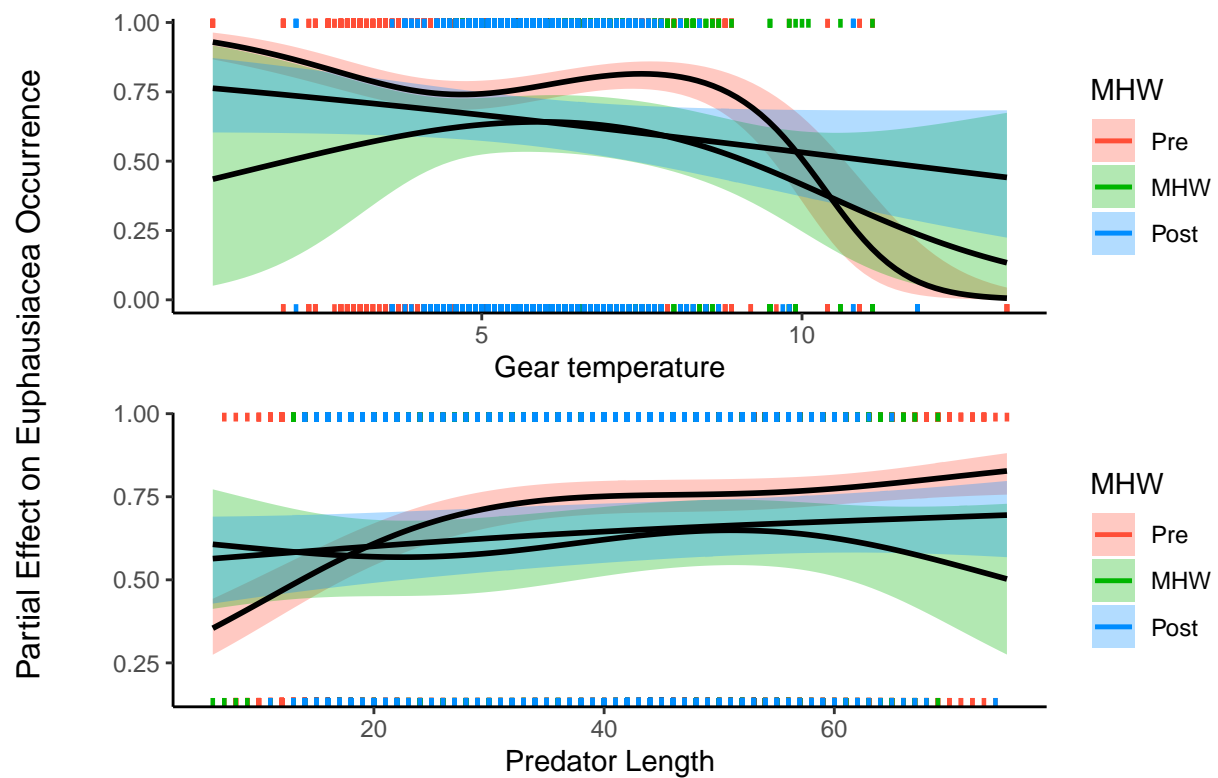 Partial Effect on Euphausiacea Occurrence
1.00
0.75
0.50
0.25
0.00
5
10
Gear temperature
MHW
Pre
MHW
Post
1.00
0.75
0.50
0.25
20
40
60
Predator Length
MHW
Pre
MHW
Post